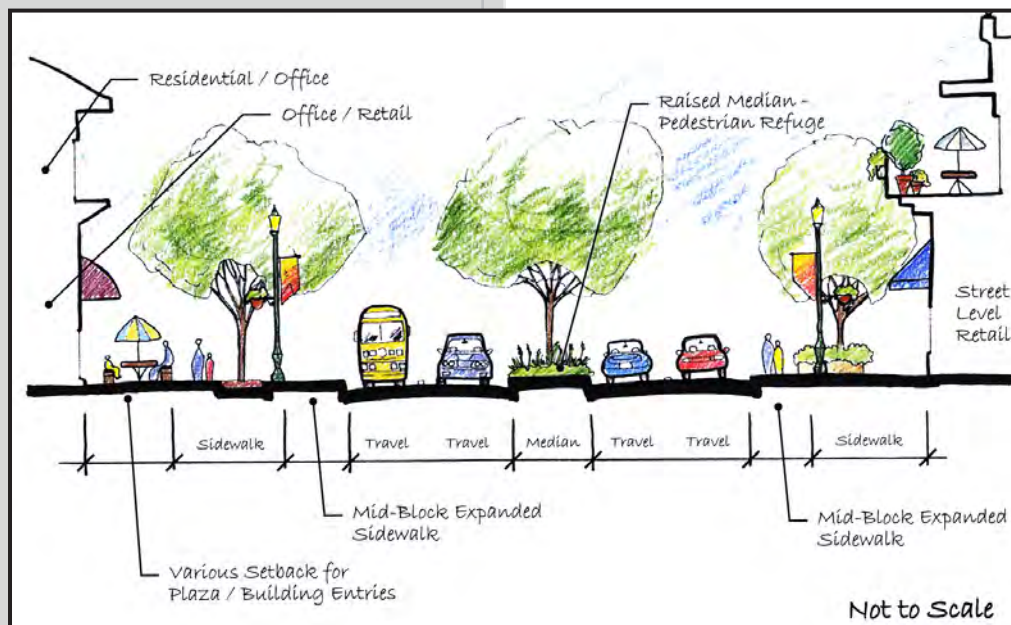 Residential / Office
Office / Retail
Raised Median -
Pedestrian Refuge
Street
Level
Retail
Sidewalk
Travel
Travel
Median
Travel
Travel
Sidewalk
Mid-Block Expanded
Sidewalk
Mid-Block Expanded
Sidewalk
Various Setback for
Plaza / Building Entries
Not to Scale